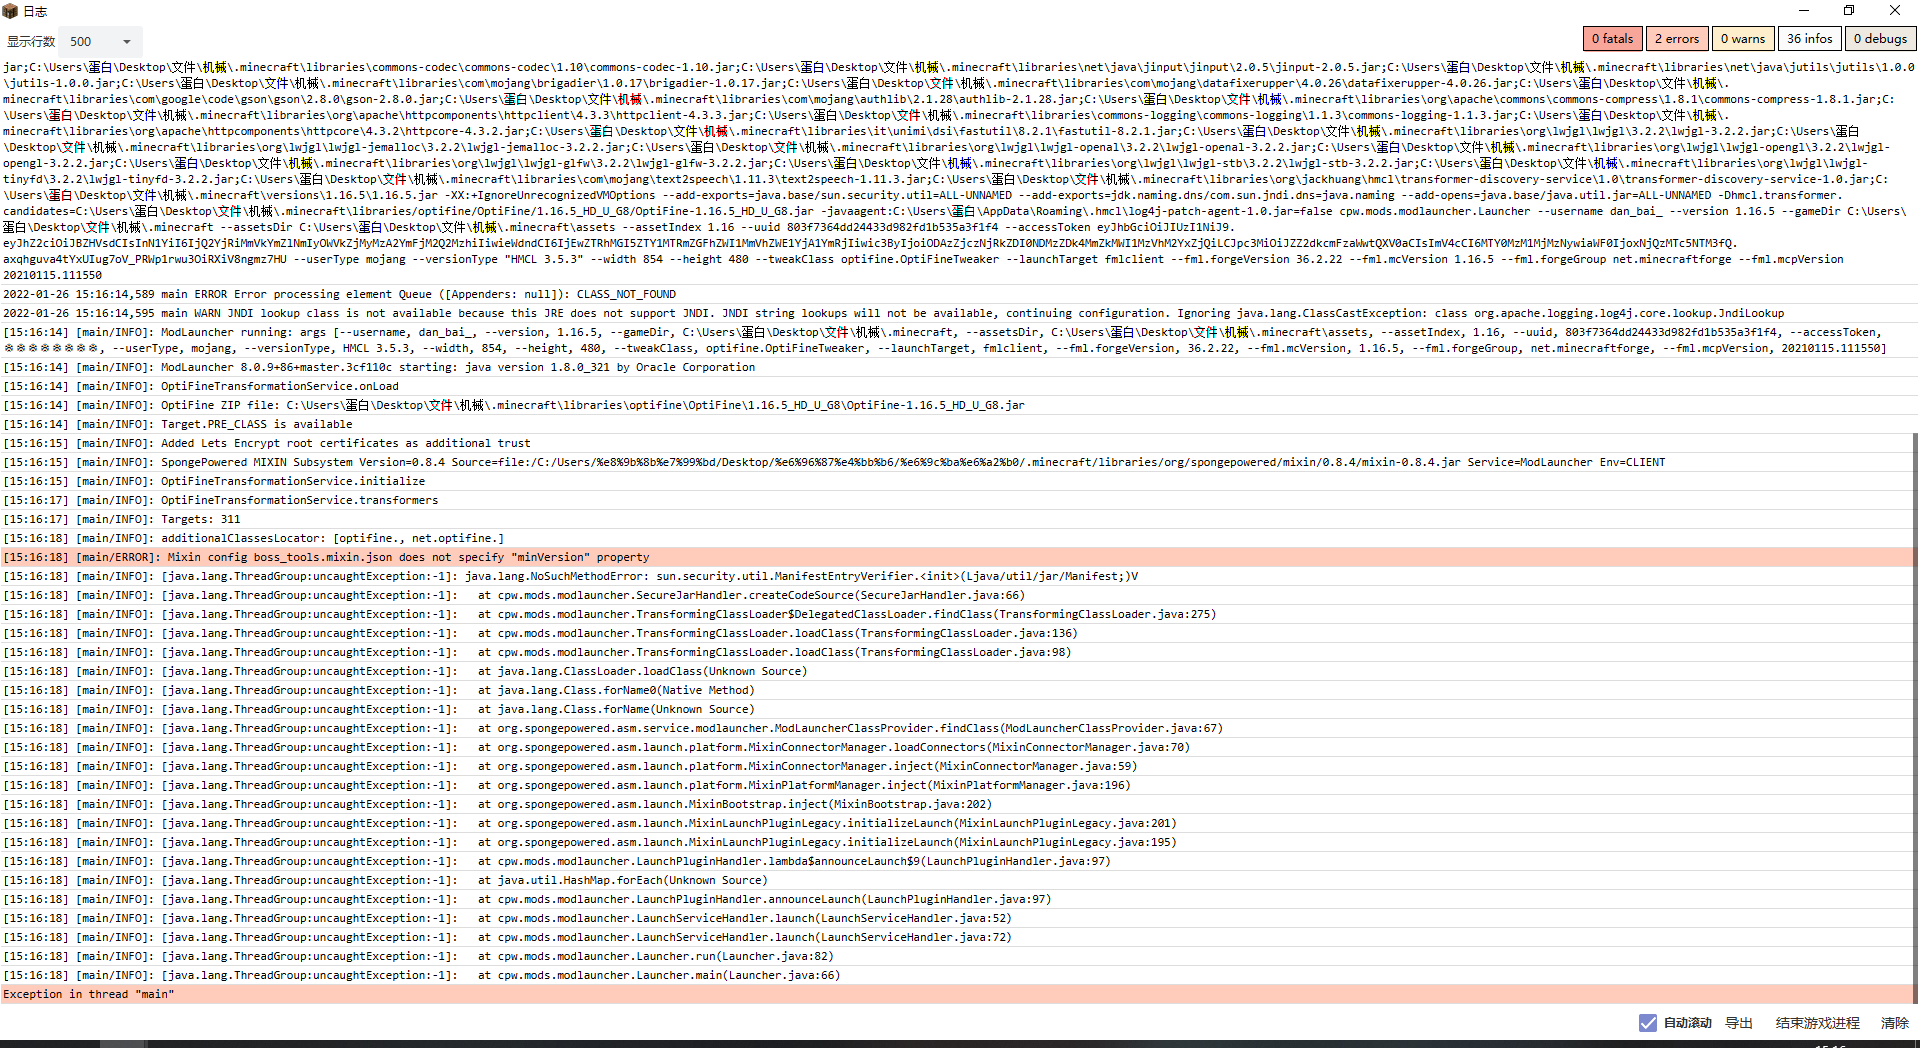 日志
显示行数 500
0 fatals 2 errors 0 warns 36 infos 0 debugs
jar;C:\Users\蛋白\Desktop\文件\机械\.minecraft\libraries\commons-codec\commons-codec\1.10\commons-codec-1.10.jar;C:\Users\蛋白\Desktop\文件\机械\.minecraft\libraries\net\java\jinput\jinput\2.0.5\jinput-2.0.5.jar;C:\Users\蛋白\Desktop\文件\机械\.minecraft\libraries\net\java\jutils\jutils\1.0.0
\jutils-1.0.0.jar;C:\Users\蛋白\Desktop\文件\机械\.minecraft\libraries\com\mojang\brigadier\1.0.17\brigadier-1.0.17.jar;C:\Users\蛋白\Desktop\文件\机械\.minecraft\libraries\com\mojang\datafixerupper\4.0.26\datafixerupper-4.0.26.jar;C:\Users\蛋白\Desktop\文件\机械\.
minecraft\libraries\com\google\code\gson\gson\2.8.0\gson-2.8.0.jar;C:\Users\蛋白\Desktop\文件\机械\.minecraft\libraries\com\mojang\authlib\2.1.28\authlib-2.1.28.jar;C:\Users\蛋白\Desktop\文件\机械\.minecraft\libraries\org\apache\commons\commons-compress\1.8.1\commons-compress-1.8.1.jar;C:
\Users\蛋白\Desktop\文件\机械\.minecraft\libraries\org\apache\httpcomponents\httpclient\4.3.3\httpclient-4.3.3.jar;C:\Users\蛋白\Desktop\文件\机械\.minecraft\libraries\commons-logging\commons-logging\1.1.3\commons-logging-1.1.3.jar;C:\Users\蛋白\Desktop\文件\机械\.
minecraft\libraries\org\apache\httpcomponents\httpcore\4.3.2\httpcore-4.3.2.jar;C:\Users\蛋白\Desktop\文件\机械\.minecraft\libraries\it\unimi\dsi\fastutil\8.2.1\fastutil-8.2.1.jar;C:\Users\蛋白\Desktop\文件\机械\.minecraft\libraries\org\lwjgl\lwjgl\3.2.2\lwjgl-3.2.2.jar;C:\Users\蛋白
\Desktop\文件\机械\.minecraft\libraries\org\lwjgl\lwjgl-jemalloc\3.2.2\lwjgl-jemalloc-3.2.2.jar;C:\Users\蛋白\Desktop\文件\机械\.minecraft\libraries\org\lwjgl\lwjgl-openal\3.2.2\lwjgl-openal-3.2.2.jar;C:\Users\蛋白\Desktop\文件\机械\.minecraft\libraries\org\lwjgl\lwjgl-opengl\3.2.2\lwjgl-
opengl-3.2.2.jar;C:\Users\蛋白\Desktop\文件\机械\.minecraft\libraries\org\lwjgl\lwjgl-glfw\3.2.2\lwjgl-glfw-3.2.2.jar;C:\Users\蛋白\Desktop\文件\机械\.minecraft\libraries\org\lwjgl\lwjgl-stb\3.2.2\lwjgl-stb-3.2.2.jar;C:\Users\蛋白\Desktop\文件\机械\.minecraft\libraries\org\lwjgl\lwjgl-
tinyfd\3.2.2\lwjgl-tinyfd-3.2.2.jar;C:\Users\蛋白\Desktop\文件\机械\.minecraft\libraries\com\mojang\text2speech\1.11.3\text2speech-1.11.3.jar;C:\Users\蛋白\Desktop\文件\机械\.minecraft\libraries\org\jackhuang\hmcl\transformer-discovery-service\1.0\transformer-discovery-service-1.0.jar;C:
\Users\蛋白\Desktop\文件\机械\.minecraft\versions\1.16.5\1.16.5.jar -XX:+IgnoreUnrecognizedVMOptions --add-exports=java.base/sun.security.util=ALL-UNNAMED --add-exports=jdk.naming.dns/com.sun.jndi.dns=java.naming --add-opens=java.base/java.util.jar=ALL-UNNAMED -Dhmcl.transformer.
candidates=C:\Users\蛋白\Desktop\文件\机械\.minecraft/libraries/optifine/OptiFine/1.16.5_HD_U_G8/OptiFine-1.16.5_HD_U_G8.jar -javaagent:C:\Users\蛋白\AppData\Roaming\.hmcl\log4j-patch-agent-1.0.jar=false cpw.mods.modlauncher.Launcher --username dan_bai_ --version 1.16.5 --gameDir C:\Users\
蛋白\Desktop\文件\机械\.minecraft --assetsDir C:\Users\蛋白\Desktop\文件\机械\.minecraft\assets --assetIndex 1.16 --uuid 803f7364dd24433d982fd1b535a3f1f4 --accessToken eyJhbGciOiJIUzI1NiJ9.
axqhguva4tYxUIug7oV_PRWp1rwu3OiRXiV8ngmz7HU --userType mojang --versionType "HMCL 3.5.3" --width 854 --height 480 --tweakClass optifine.OptiFineTweaker --launchTarget fmlclient --fml.forgeVersion 36.2.22 --fml.mcVersion 1.16.5 --fml.forgeGroup net.minecraftforge --fml.mcpVersion
20210115.111550
2022-01-26 15:16:14,589 main ERROR Error processing element Queue ([Appenders: null]): CLASS_NOT_FOUND
2022-01-26 15:16:14,595 main WARN JNDI lookup class is not available because this JRE does not support JNDI. JNDI string lookups will not be available, continuing configuration. Ignoring java.lang.ClassCastException: class org.apache.logging.log4j.core.lookup.JndiLookup
[15:16:14] [main/INFO]: ModLauncher running: args [--username, dan_bai_, --version, 1.16.5, --gameDir, C:\Users\蛋白\Desktop\文件\机械\.minecraft, --assetsDir, C:\Users\蛋白\Desktop\文件\机械\.minecraft\assets, --assetIndex, 1.16, --uuid, 803f7364dd24433d982fd1b535a3f1f4, --accessToken,
※※※※※※※※, --userType, mojang, --versionType, HMCL 3.5.3, --width, 854, --height, 480, --tweakClass, optifine.OptiFineTweaker, --launchTarget, fmlclient, --fml.forgeVersion, 36.2.22, --fml.mcVersion, 1.16.5, --fml.forgeGroup, net.minecraftforge, --fml.mcpVersion, 20210115.111550]
[15:16:14] [main/INFO]: ModLauncher 8.0.9+86+master.3cf110c starting: java version 1.8.0_321 by Oracle Corporation
[15:16:14] [main/INFO]: OptiFineTransformationService.onLoad
[15:16:14] [main/INFO]: OptiFine ZIP file: C:\Users\蛋白\Desktop\文件\机械\.minecraft\libraries\optifine\OptiFine\1.16.5_HD_U_G8\OptiFine-1.16.5_HD_U_G8.jar
[15:16:14] [main/INFO]: Target.PRE_CLASS is available
[15:16:15] [main/INFO]: Added Lets Encrypt root certificates as additional trust
[15:16:15] [main/INFO]: SpongePowered MIXIN Subsystem Version=0.8.4 Source=file:/C:/Users/%e8%9b%8b%e7%99%bd/Desktop/%e6%96%87%e4%bb%b6/%e6%9c%ba%e6%a2%b0/.minecraft/libraries/org/spongepowered/mixin/0.8.4/mixin-0.8.4.jar Service=ModLauncher Env=CLIENT
[15:16:15] [main/INFO]: OptiFineTransformationService.initialize
[15:16:17] [main/INFO]: OptiFineTransformationService.transformers
[15:16:17] [main/INFO]: Targets: 311
[15:16:18] [main/INFO]: additionalClassesLocator: [optifine., net.optifine.]
[15:16:18] [main/ERROR]: Mixin config boss_tools.mixin.json does not specify "minVersion" property
[15:16:18] [main/INFO]: [java.lang.ThreadGroup:uncaughtException:-1]: java.lang.NoSuchMethodError: sun.security.util.ManifestEntryVerifier.<init>(Ljava/util/jar/Manifest;)V
[15:16:18] [main/INFO]: [java.lang.ThreadGroup:uncaughtException:-1]: at cpw.mods.modlauncher.SecureJarHandler.createCodeSource(SecureJarHandler.java:66)
[15:16:18] [main/INFO]: [java.lang.ThreadGroup:uncaughtException:-1]: at cpw.mods.modlauncher.TransformingClassLoader$DelegatedClassLoader.findClass(TransformingClassLoader.java:275)
[15:16:18] [main/INFO]: [java.lang.ThreadGroup:uncaughtException:-1]: at cpw.mods.modlauncher.TransformingClassLoader.loadClass(TransformingClassLoader.java:136)
[15:16:18] [main/INFO]: [java.lang.ThreadGroup:uncaughtException:-1]: at cpw.mods.modlauncher.TransformingClassLoader.loadClass(TransformingClassLoader.java:98)
[15:16:18] [main/INFO]: [java.lang.ThreadGroup:uncaughtException:-1]: at java.lang.ClassLoader.loadClass(Unknown Source)
[15:16:18] [main/INFO]: [java.lang.ThreadGroup:uncaughtException:-1]: at java.lang.Class.forName0(Native Method)
[15:16:18] [main/INFO]: [java.lang.ThreadGroup:uncaughtException:-1]: at java.lang.Class.forName(Unknown Source)
[15:16:18] [main/INFO]: [java.lang.ThreadGroup:uncaughtException:-1]: at org.spongepowered.asm.service.modlauncher.ModLauncherClassProvider.findClass(ModLauncherClassProvider.java:67)
[15:16:18] [main/INFO]: [java.lang.ThreadGroup:uncaughtException:-1]: at org.spongepowered.asm.launch.platform.MixinConnectorManager.loadConnectors(MixinConnectorManager.java:70)
[15:16:18] [main/INFO]: [java.lang.ThreadGroup:uncaughtException:-1]: at org.spongepowered.asm.launch.platform.MixinConnectorManager.inject(MixinConnectorManager.java:59)
[15:16:18] [main/INFO]: [java.lang.ThreadGroup:uncaughtException:-1]: at org.spongepowered.asm.launch.platform.MixinPlatformManager.inject(MixinPlatformManager.java:196)
[15:16:18] [main/INFO]: [java.lang.ThreadGroup:uncaughtException:-1]: at org.spongepowered.asm.launch.MixinBootstrap.inject(MixinBootstrap.java:202)
[15:16:18] [main/INFO]: [java.lang.ThreadGroup:uncaughtException:-1]: at org.spongepowered.asm.launch.MixinLaunchPluginLegacy.initializeLaunch(MixinLaunchPluginLegacy.java:201)
[15:16:18] [main/INFO]: [java.lang.ThreadGroup:uncaughtException:-1]: at org.spongepowered.asm.launch.MixinLaunchPluginLegacy.initializeLaunch(MixinLaunchPluginLegacy.java:195)
[15:16:18] [main/INFO]: [java.lang.ThreadGroup:uncaughtException:-1]: at cpw.mods.modlauncher.LaunchPluginHandler.lambda$announceLaunch$9(LaunchPluginHandler.java:97)
[15:16:18] [main/INFO]: [java.lang.ThreadGroup:uncaughtException:-1]: at java.util.HashMap.forEach(Unknown Source)
[15:16:18] [main/INFO]: [java.lang.ThreadGroup:uncaughtException:-1]: at cpw.mods.modlauncher.LaunchPluginHandler.announceLaunch(LaunchPluginHandler.java:97)
[15:16:18] [main/INFO]: [java.lang.ThreadGroup:uncaughtException:-1]: at cpw.mods.modlauncher.LaunchServiceHandler.launch(LaunchServiceHandler.java:52)
[15:16:18] [main/INFO]: [java.lang.ThreadGroup:uncaughtException:-1]: at cpw.mods.modlauncher.LaunchServiceHandler.launch(LaunchServiceHandler.java:72)
[15:16:18] [main/INFO]: [java.lang.ThreadGroup:uncaughtException:-1]: at cpw.mods.modlauncher.Launcher.run(Launcher.java:82)
[15:16:18] [main/INFO]: [java.lang.ThreadGroup:uncaughtException:-1]: at cpw.mods.modlauncher.Launcher.main(Launcher.java:66)
Exception in thread "main"
自动滚动 导出 结束游戏进程 清除